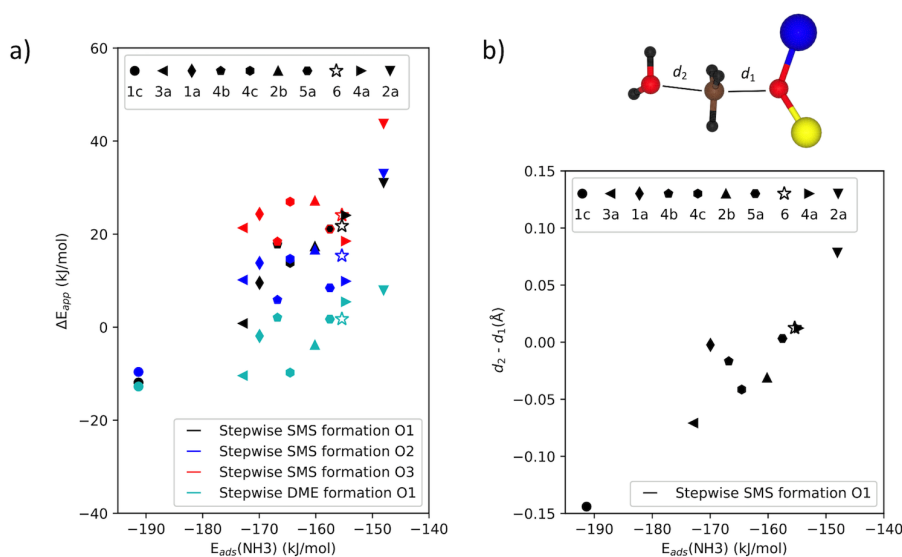 a)
60
40
20
0
−20
−40
ΔE_app (kJ/mol)
1c 3a 1a 4b 4c 2b 5a 6 4a 2a
Stepwise SMS formation O1
Stepwise SMS formation O2
Stepwise SMS formation O3
Stepwise DME formation O1
−190 −180 −170 −160 −150 −140
E_ads(NH3) (kJ/mol)
b)
d_2 d_1
0.15
0.10
0.05
0.00
−0.05
−0.10
−0.15
d_2 - d_1(Å)
1c 3a 1a 4b 4c 2b 5a 6 4a 2a
Stepwise SMS formation O1
−190 −180 −170 −160 −150 −140
E_ads(NH3) (kJ/mol)